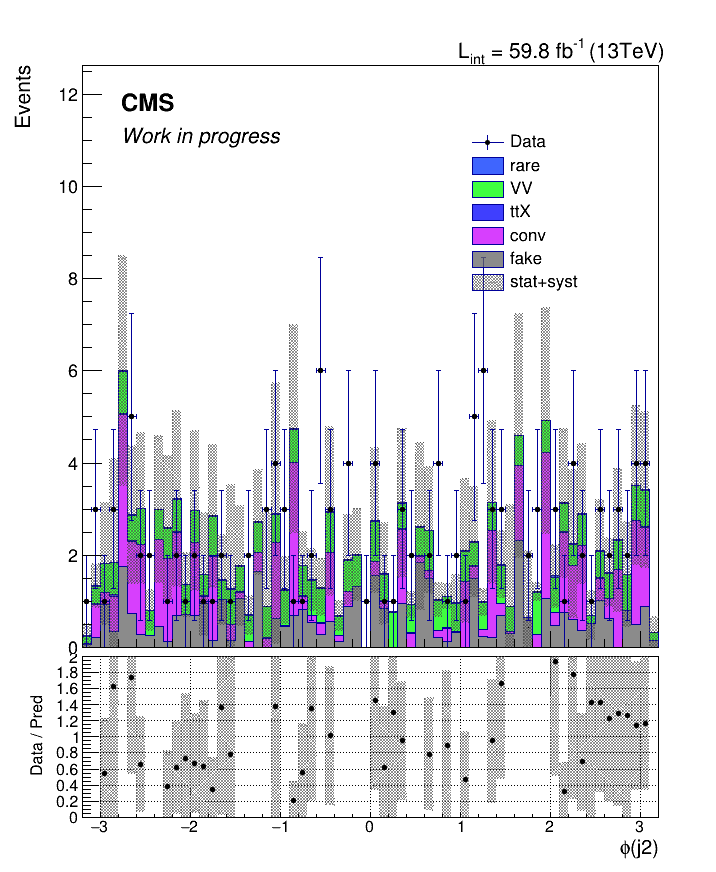 L_int = 59.8 fb^-1 (13TeV)
Events
CMS
Work in progress
Data
rare
VV
ttX
conv
fake
stat+syst
12
10
8
6
4
2
0
Data / Pred
2
1.8
1.6
1.4
1.2
1
0.8
0.6
0.4
0.2
0
−3 −2 −1 0 1 2 3
ϕ(j2)